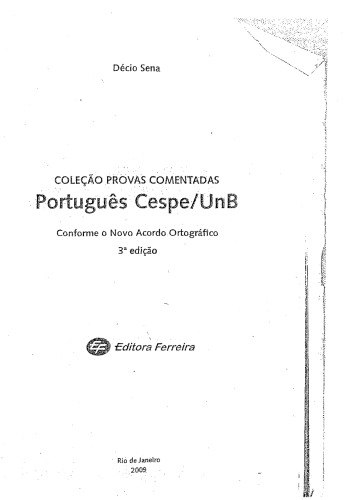 Décio Sena
COLEÇÃO PROVAS COMENTADAS
Português Cespe/UnB
Conforme o Novo Acordo Ortográfico
3ª edição
EF Editora Ferreira
Rio de Janeiro
2009